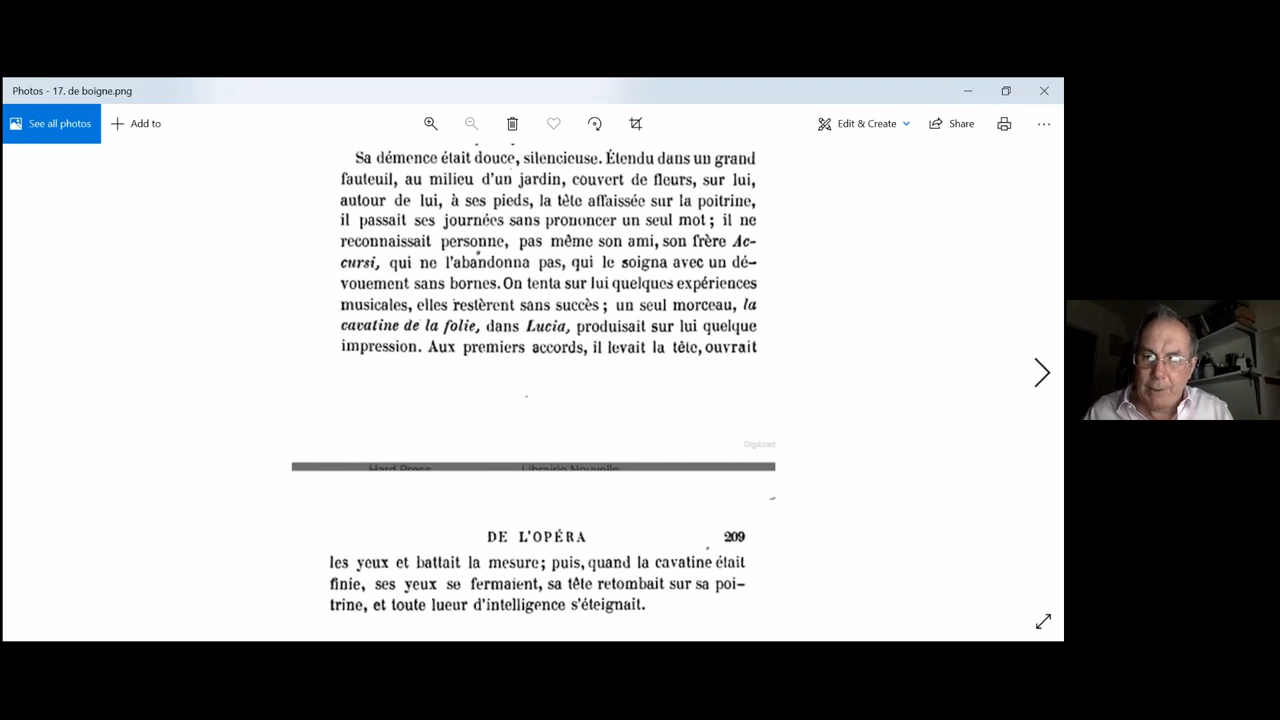 Photos - 17. de boigne.png
See all photos
Add to
Edit & Create
Share
Sa démence était douce, silencieuse. Étendu dans un grand
fauteuil, au milieu d'un jardin, couvert de fleurs, sur lui,
autour de lui, à ses pieds, la tête affaissée sur la poitrine,
il passait ses journées sans prononcer un seul mot ; il ne
reconnaissait personne, pas même son ami, son frère Ac-
cursi, qui ne l'abandonna pas, qui le soigna avec un dé-
vouement sans bornes. On tenta sur lui quelques expériences
musicales, elles restèrent sans succès ; un seul morceau, la
cavatine de la folie, dans Lucia, produisait sur lui quelque
impression. Aux premiers accords, il levait la tête, ouvrait
Digitized
Hard Press Librairie Nouvelle
DE L'OPÉRA 209
les yeux et battait la mesure ; puis, quand la cavatine était
finie, ses yeux se fermaient, sa tête retombait sur sa poi-
trine, et toute lueur d'intelligence s'éteignait.